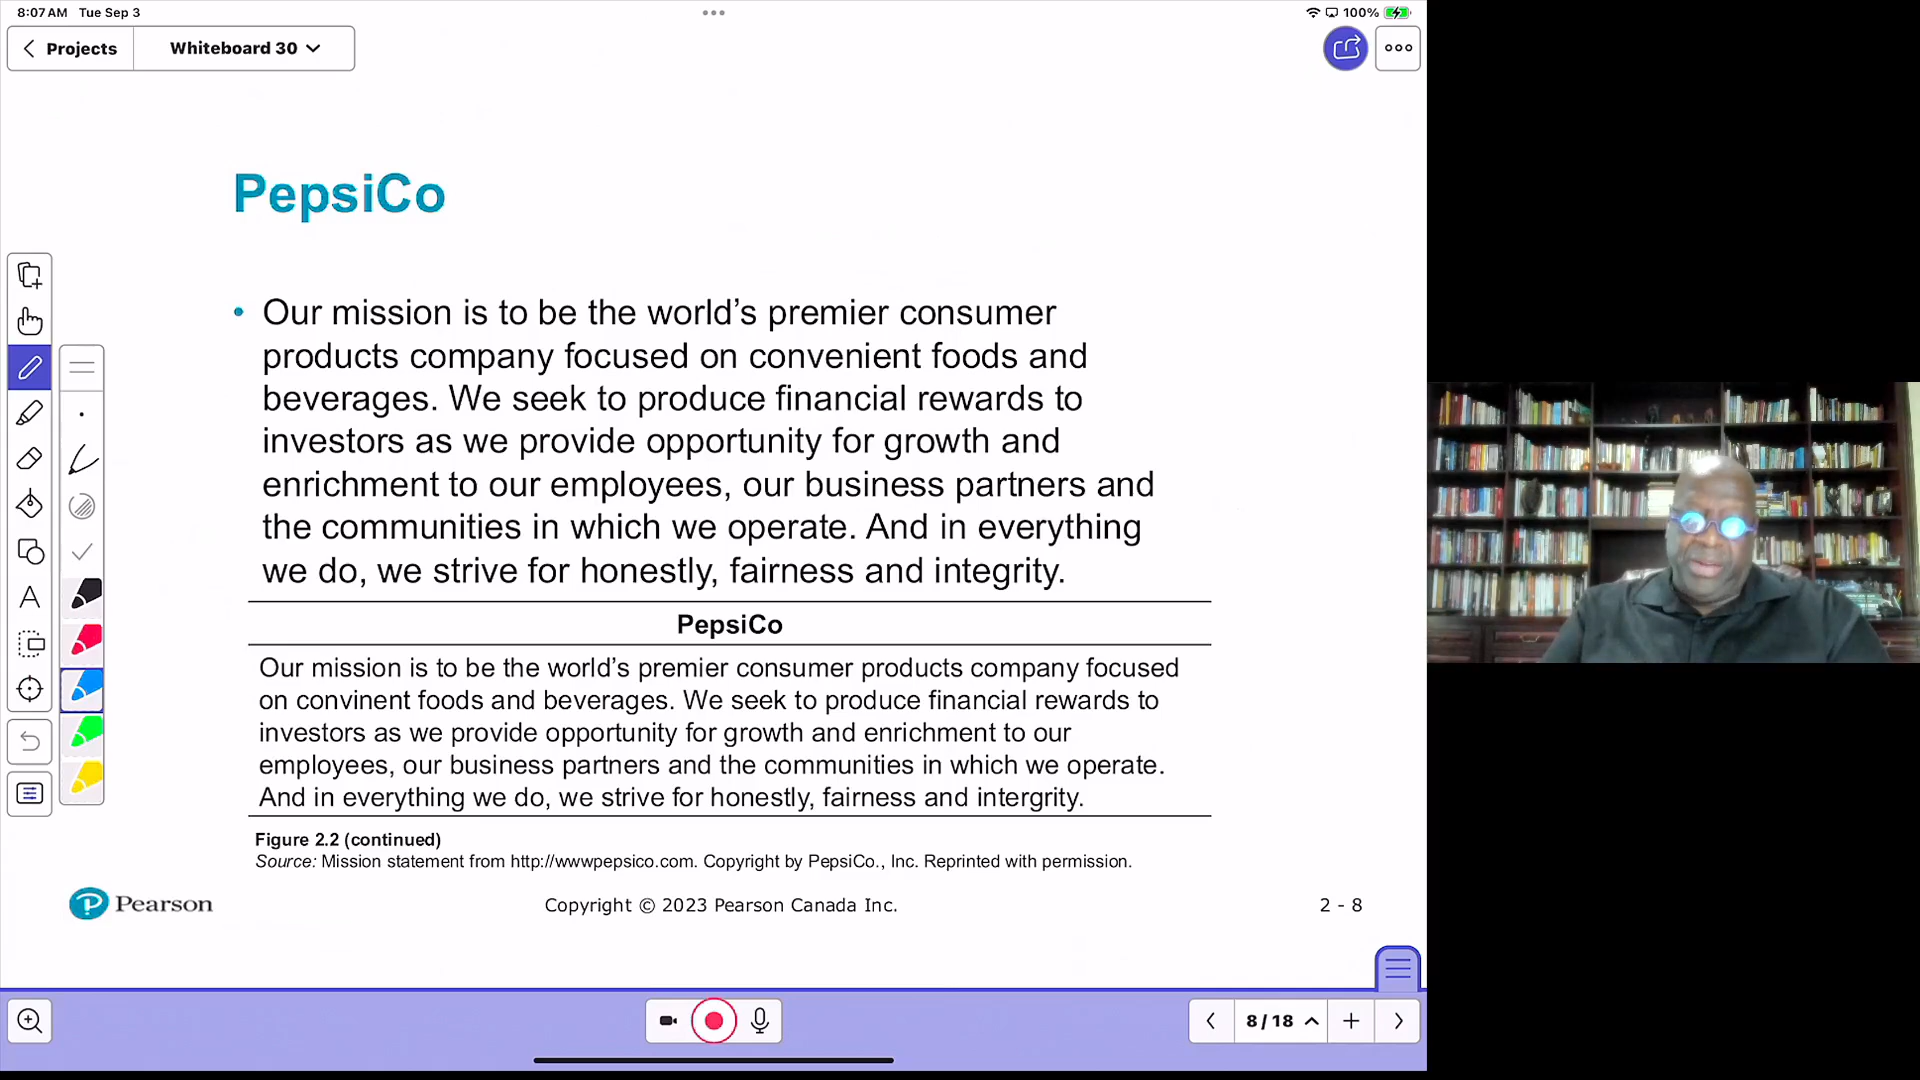 8:07 AM Tue Sep 3
100%
Projects
Whiteboard 30
PepsiCo
• Our mission is to be the world’s premier consumer
products company focused on convenient foods and
beverages. We seek to produce financial rewards to
investors as we provide opportunity for growth and
enrichment to our employees, our business partners and
the communities in which we operate. And in everything
we do, we strive for honestly, fairness and integrity.
PepsiCo
Our mission is to be the world’s premier consumer products company focused
on convinent foods and beverages. We seek to produce financial rewards to
investors as we provide opportunity for growth and enrichment to our
employees, our business partners and the communities in which we operate.
And in everything we do, we strive for honestly, fairness and intergrity.
Figure 2.2 (continued)
Source: Mission statement from http://wwwpepsico.com. Copyright by PepsiCo., Inc. Reprinted with permission.
Pearson
Copyright © 2023 Pearson Canada Inc.
2 - 8
A
8/18